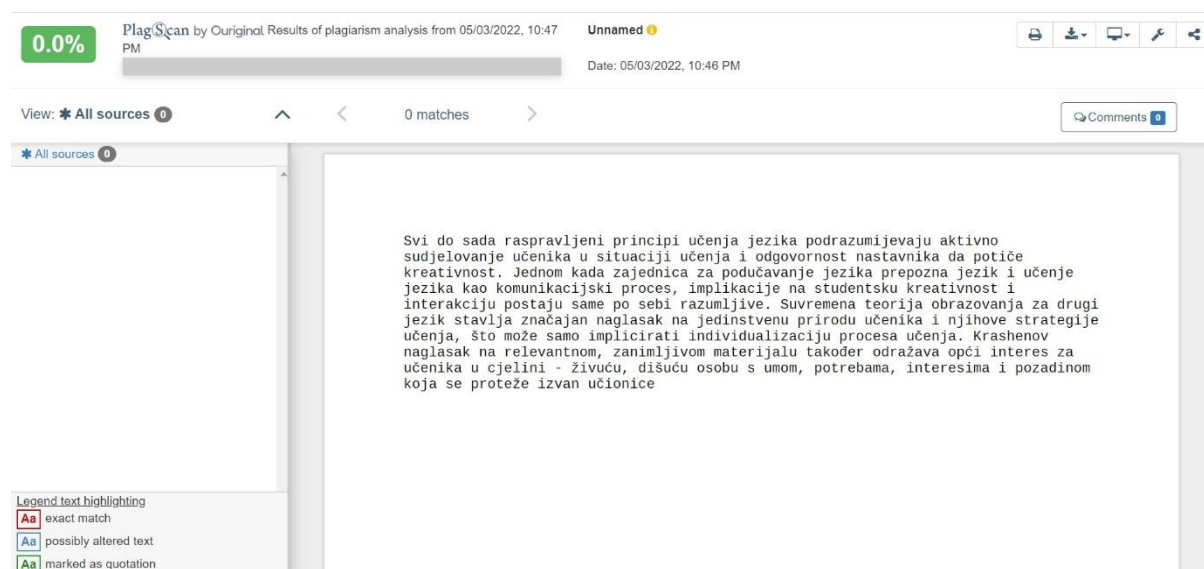 0.0%
PlagScan by Ouriginal Results of plagiarism analysis from 05/03/2022, 10:47
PM
Unnamed
Date: 05/03/2022, 10:46 PM
View: ✱ All sources 0
0 matches
Comments 0
✱ All sources 0
Svi do sada raspravljeni principi učenja jezika podrazumijevaju aktivno
sudjelovanje učenika u situaciji učenja i odgovornost nastavnika da potiče
kreativnost. Jednom kada zajednica za podučavanje jezika prepozna jezik i učenje
jezika kao komunikacijski proces, implikacije na studentsku kreativnost i
interakciju postaju same po sebi razumljive. Suvremena teorija obrazovanja za drugi
jezik stavlja značajan naglasak na jedinstvenu prirodu učenika i njihove strategije
učenja, što može samo implicirati individualizaciju procesa učenja. Krashenov
naglasak na relevantnom, zanimljivom materijalu također odražava opći interes za
učenika u cjelini - živuću, dišuću osobu s umom, potrebama, interesima i pozadinom
koja se proteže izvan učionice
Legend text highlighting
Aa exact match
Aa possibly altered text
Aa marked as quotation